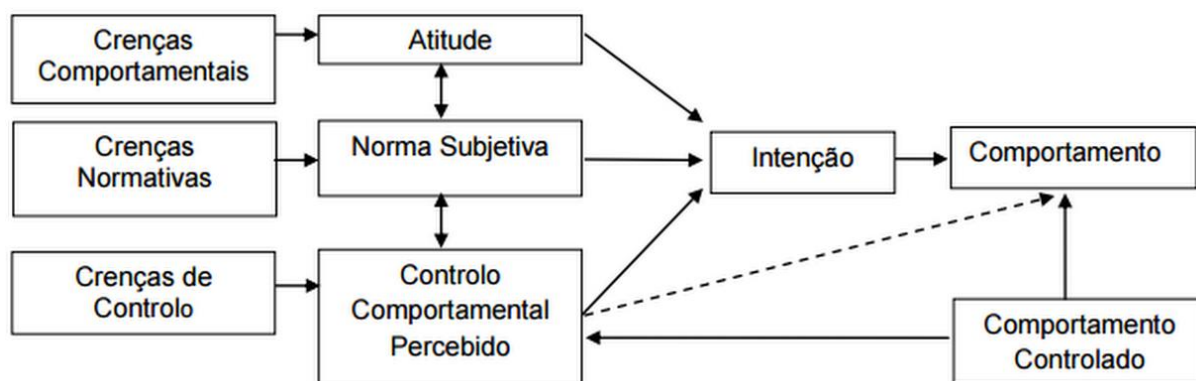 Crenças
Comportamentais
Atitude
Crenças
Normativas
Norma Subjetiva
Intenção
Comportamento
Crenças de
Controlo
Controlo
Comportamental
Percebido
Comportamento
Controlado